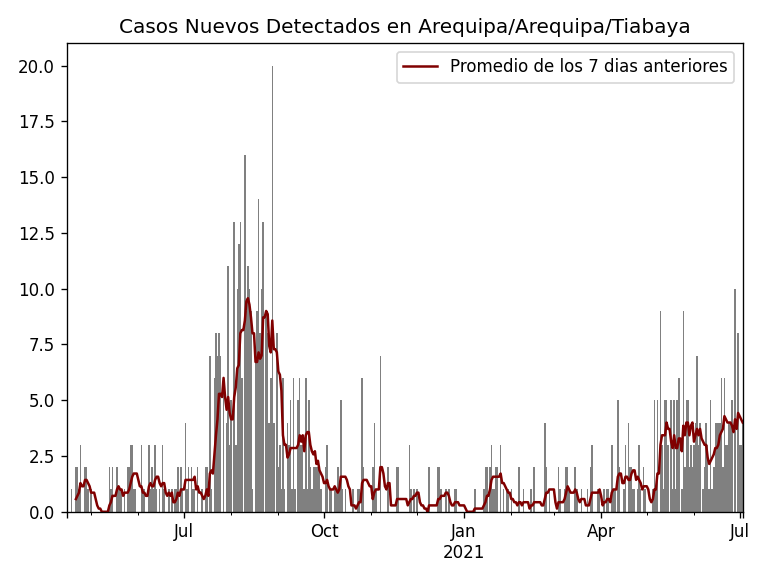 Casos Nuevos Detectados en Arequipa/Arequipa/Tiabaya
Promedio de los 7 dias anteriores
20.0
17.5
15.0
12.5
10.0
7.5
5.0
2.5
0.0
Jul
Oct
Jan
2021
Apr
Jul